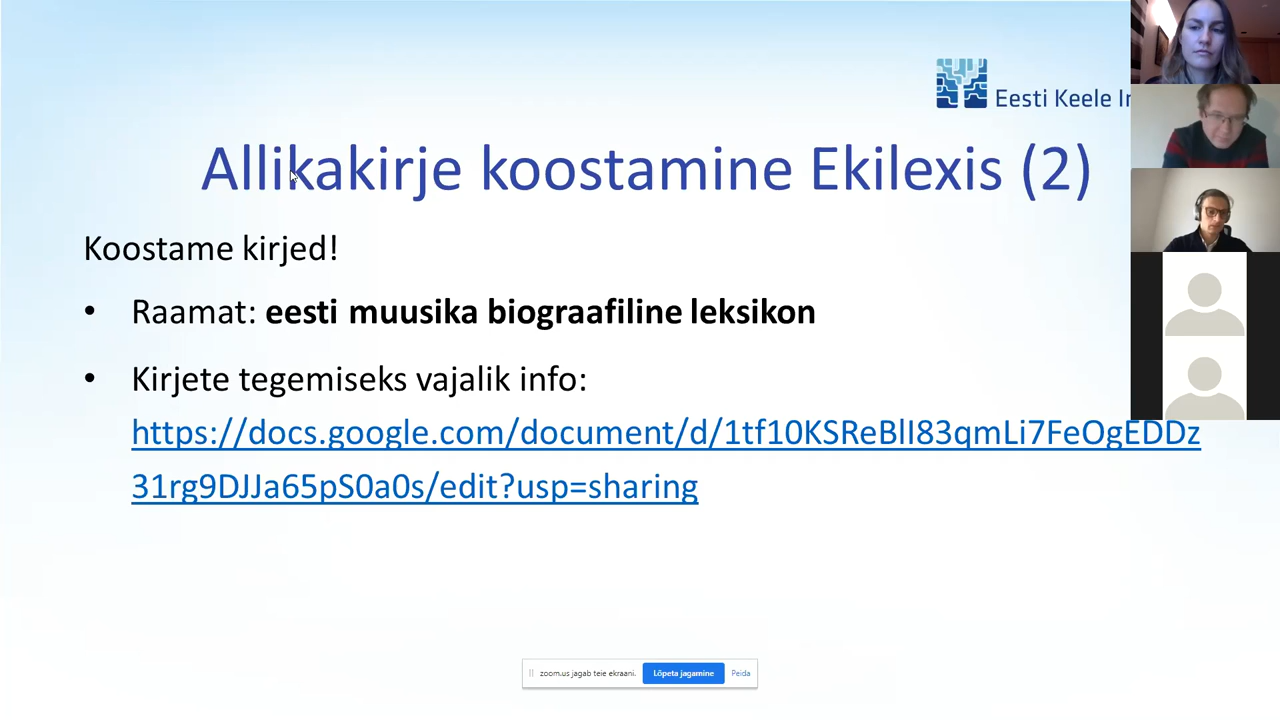 Eesti Keele
Allikakirje koostamine Ekilexis (2)
Koostame kirjed!
• Raamat: eesti muusika biograafiline leksikon
• Kirjete tegemiseks vajalik info:
https://docs.google.com/document/d/1tf10KSReBlI83qmLi7FeOgEDDz
31rg9DJJa65pS0a0s/edit?usp=sharing
zoom.us jagab teie ekraani. Lõpeta jagamine Peida